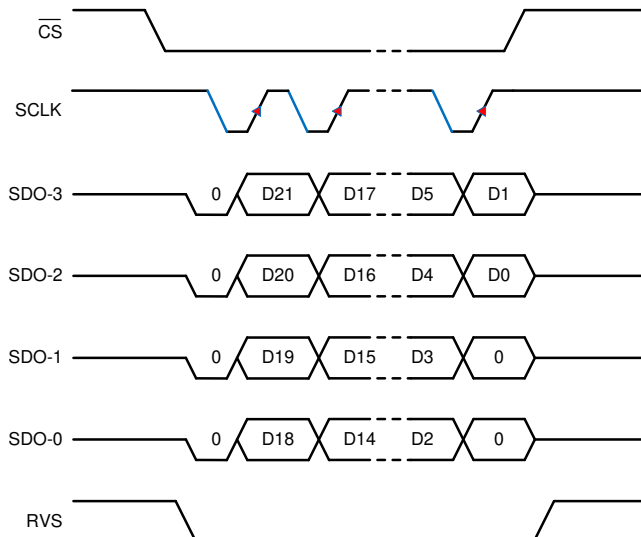 CS
SCLK
SDO-3 0 D21 D17 D5 D1
SDO-2 0 D20 D16 D4 D0
SDO-1 0 D19 D15 D3 0
SDO-0 0 D18 D14 D2 0
RVS